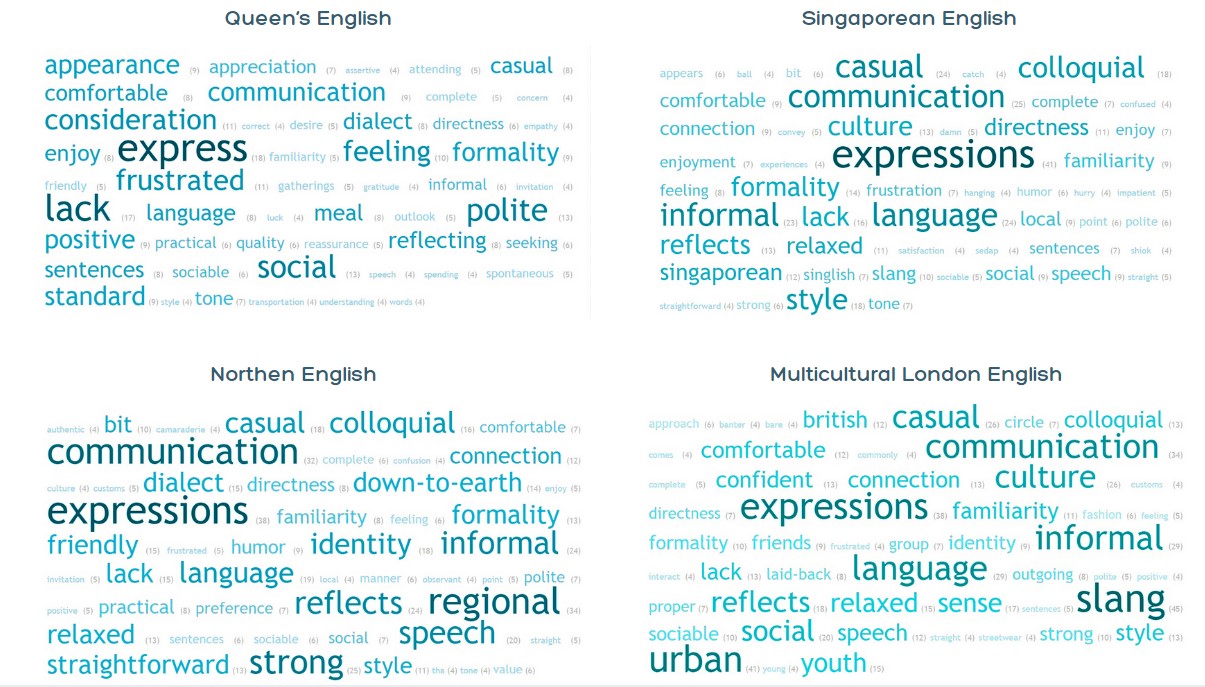 Queen's English
appearance (9) appreciation (7) assertive (4) attending (5) casual (8)
comfortable (8) communication (9) complete (5) concern (4)
consideration (11) correct (4) desire (5) dialect (8) directness (6) empathy (4)
enjoy (8) express (18) familiarity (5) feeling (10) formality (9)
friendly (5) frustrated (11) gatherings (5) gratitude (4) informal (6) invitation (4)
lack (17) language (8) luck (4) meal (8) outlook (5) polite (13)
positive (9) practical (6) quality (6) reassurance (5) reflecting (8) seeking (6)
sentences (8) sociable (6) social (13) speech (4) spending (4) spontaneous (5)
standard (9) style (4) tone (7) transportation (4) understanding (4) words (4)
Singaporean English
appears (6) ball (4) bit (6) casual (24) catch (4) colloquial (18)
comfortable (9) communication (25) complete (7) confused (4)
connection (9) convey (5) culture (13) damn (5) directness (11) enjoy (7)
enjoyment (7) experiences (4) expressions (41) familiarity (9)
feeling (8) formality (14) frustration (7) hanging (4) humor (6) hurry (4) impatient (5)
informal (23) lack (16) language (24) local (9) point (6) polite (6)
reflects (13) relaxed (11) satisfaction (4) sedap (4) sentences (7) shiok (4)
singaporean (12) singlish (7) slang (10) sociable (5) social (9) speech (9) straight (5)
straightforward (4) strong (6) style (18) tone (7)
Northen English
authentic (4) bit (10) camaraderie (4) casual (18) colloquial (16) comfortable (7)
communication (32) complete (6) confusion (4) connection (12)
culture (4) customs (5) dialect (15) directness (8) down-to-earth (14) enjoy (5)
expressions (38) familiarity (8) feeling (6) formality (13)
friendly (15) frustrated (5) humor (9) identity (18) informal (24)
invitation (5) lack (15) language (19) local (4) manner (6) observant (4) point (5) polite (7)
positive (5) practical (8) preference (7) reflects (24) regional (34)
relaxed (13) sentences (6) sociable (6) social (7) speech (20) straight (5)
straightforward (13) strong (25) style (11) tha (4) tone (4) value (6)
Multicultural London English
approach (6) banter (4) bare (4) british (12) casual (26) circle (7) colloquial (13)
comes (4) comfortable (12) commonly (4) communication (34)
complete (5) confident (13) connection (13) culture (26) customs (4)
directness (7) expressions (38) familiarity (11) fashion (6) feeling (5)
formality (10) friends (9) frustrated (4) group (7) identity (9) informal (29)
interact (4) lack (13) laid-back (8) language (29) outgoing (8) polite (5) positive (4)
proper (7) reflects (18) relaxed (15) sense (17) sentences (5) slang (45)
sociable (10) social (20) speech (12) straight (4) streetwear (4) strong (10) style (13)
urban (41) young (4) youth (15)